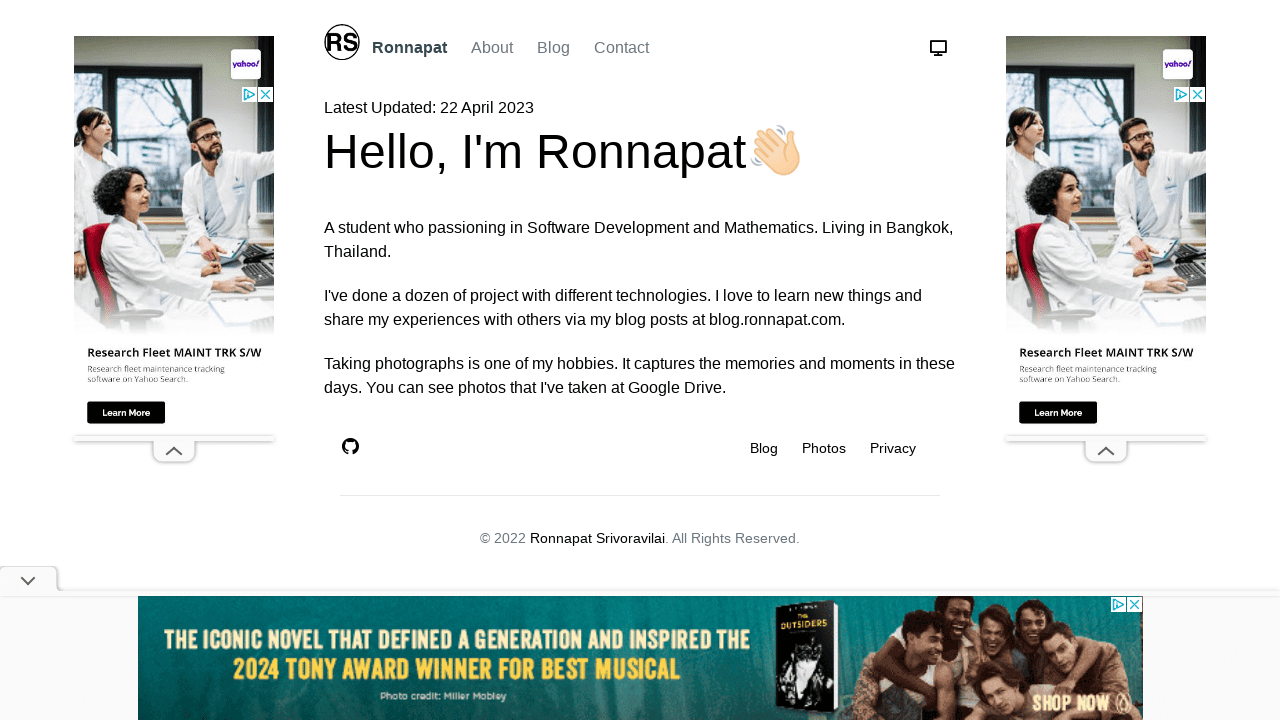 RS Ronnapat About Blog Contact
Latest Updated: 22 April 2023
Hello, I'm Ronnapat
A student who passioning in Software Development and Mathematics. Living in Bangkok,
Thailand.
I've done a dozen of project with different technologies. I love to learn new things and
share my experiences with others via my blog posts at blog.ronnapat.com.
Taking photographs is one of my hobbies. It captures the memories and moments in these
days. You can see photos that I've taken at Google Drive.
Blog Photos Privacy
© 2022 Ronnapat Srivoravilai. All Rights Reserved.
yahoo!
Research Fleet MAINT TRK S/W
Research fleet maintenance tracking
software on Yahoo Search.
Learn More
yahoo!
Research Fleet MAINT TRK S/W
Research fleet maintenance tracking
software on Yahoo Search.
Learn More
THE ICONIC NOVEL THAT DEFINED A GENERATION AND INSPIRED THE
2024 TONY AWARD WINNER FOR BEST MUSICAL
Photo credit: Miller Mobley
OUTSIDERS
SHOP NOW